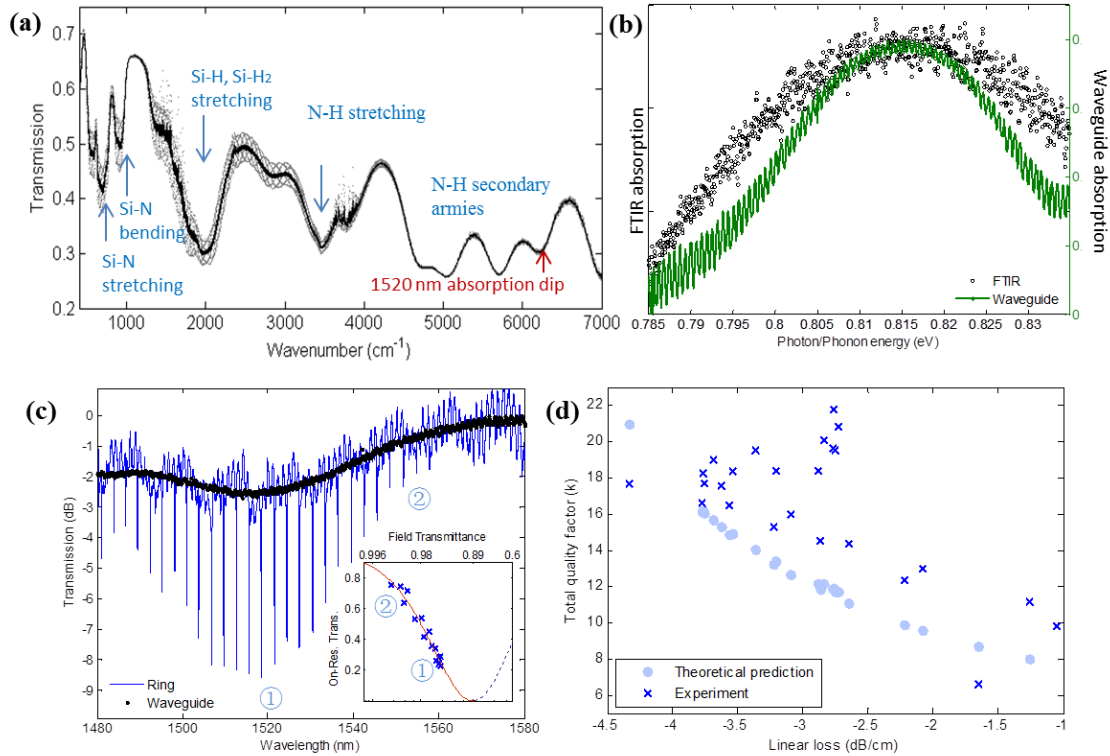 (a)
0.7
0.6
0.5
0.4
0.3
0.2
Transmission
Si-H, Si-H2
stretching
N-H stretching
N-H secondary
armies
Si-N
bending
Si-N
stretching
1520 nm absorption dip
1000 2000 3000 4000 5000 6000 7000
Wavenumber (cm-1)
(b)
FTIR absorption
Waveguide absorption
0.
0.
0.
0.
0
FTIR
Waveguide
0.785 0.79 0.795 0.8 0.805 0.81 0.815 0.82 0.825 0.83
Photon/Phonon energy (eV)
(c)
0
-1
-2
-3
-4
-5
-6
-7
-8
-9
Transmission (dB)
②
①
Field Transmittance
0.996 0.98 0.89 0.6
0.8
0.6
0.4
0.2
On-Res. Trans.
②
①
Ring
Waveguide
1480 1500 1520 1540 1560 1580
Wavelength (nm)
(d)
22
20
18
16
14
12
10
8
6
Total quality factor (k)
Theoretical prediction
Experiment
-4.5 -4 -3.5 -3 -2.5 -2 -1.5 -1
Linear loss (dB/cm)